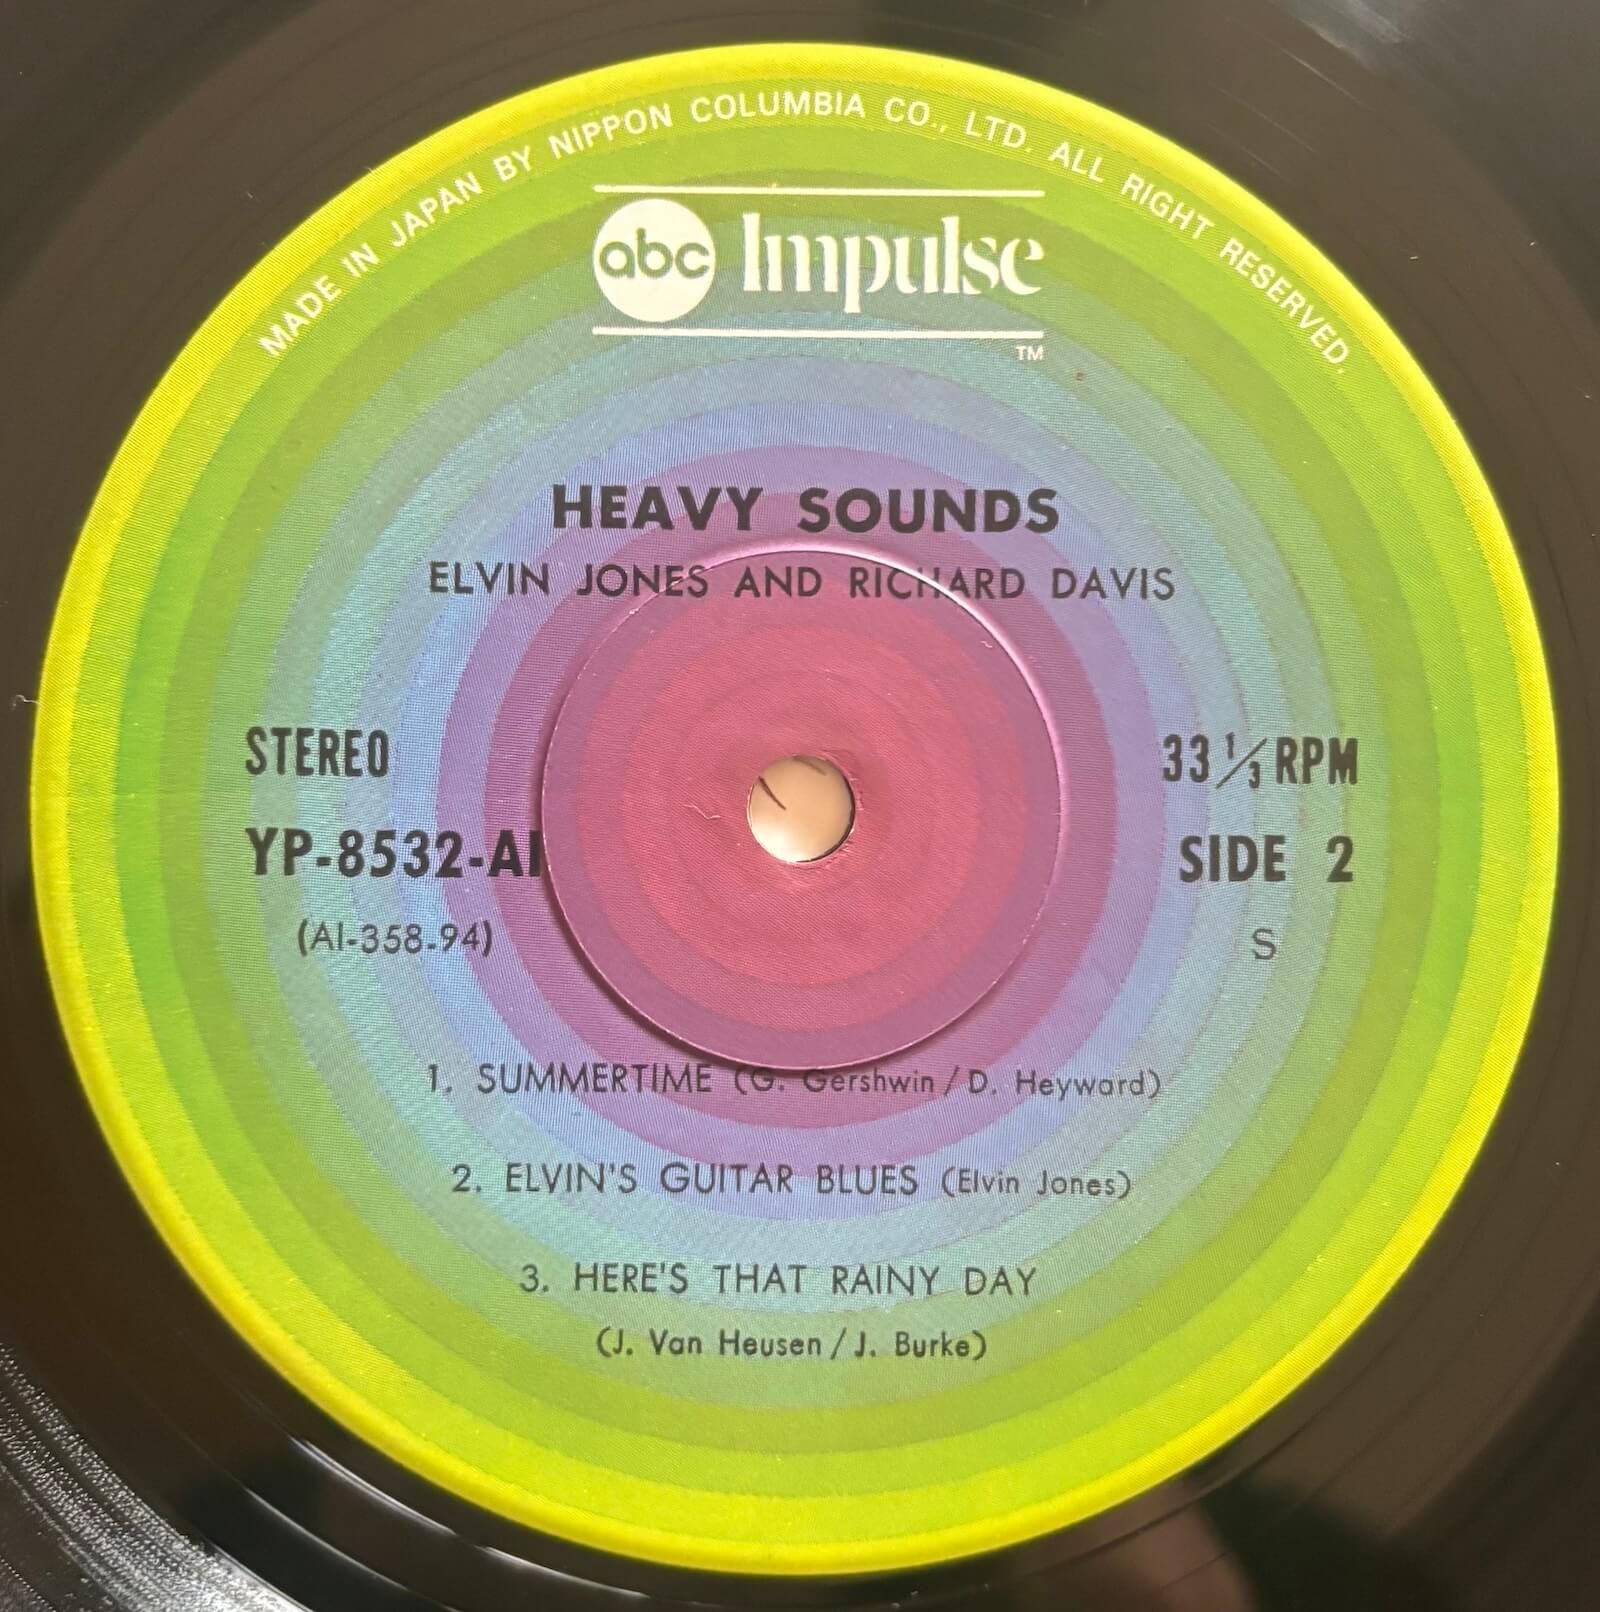 MADE IN JAPAN BY NIPPON COLUMBIA CO., LTD. ALL RIGHT RESERVED.
abc Impulse
TM
HEAVY SOUNDS
ELVIN JONES AND RICHARD DAVIS
STEREO
33 1/3 RPM
YP-8532-AI
SIDE 2
(AI-358-94)
S
1. SUMMERTIME (G. Gershwin / D. Heyward)
2. ELVIN'S GUITAR BLUES (Elvin Jones)
3. HERE'S THAT RAINY DAY
(J. Van Heusen / J. Burke)